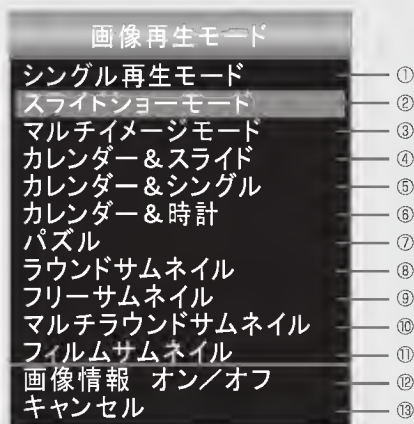 画像再生モード
シングル再生モード ①
スライドショーモード ②
マルチイメージモード ③
カレンダー&スライド ④
カレンダー&シングル ⑤
カレンダー&時計 ⑥
パズル ⑦
ラウンドサムネイル ⑧
フリーサムネイル ⑨
マルチラウンドサムネイル ⑩
フィルムサムネイル ⑪
画像情報 オン/オフ ⑫
キャンセル ⑬